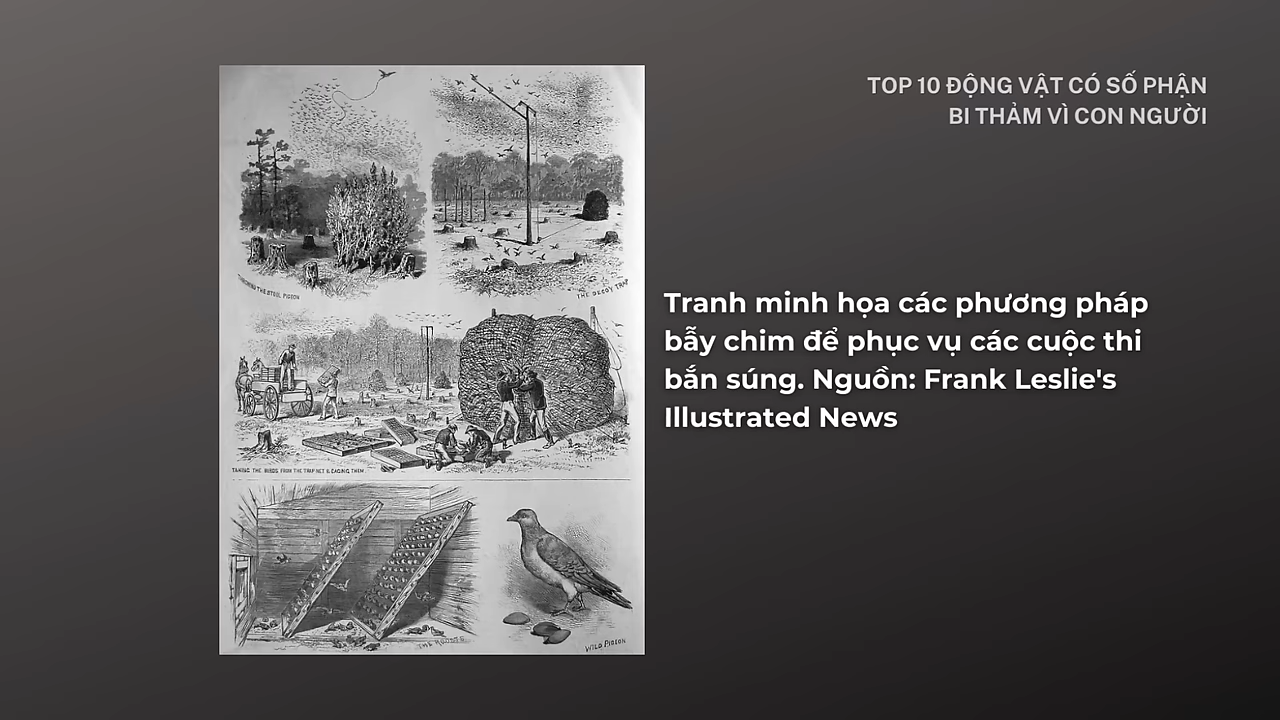 TOP 10 ĐỘNG VẬT CÓ SỐ PHẬN
BI THẢM VÌ CON NGƯỜI
Tranh minh họa các phương pháp
bẫy chim để phục vụ các cuộc thi
bắn súng. Nguồn: Frank Leslie's
Illustrated News
THROWING THE STOOL PIGEON
THE DECOY TRAP
TAKING THE BIRDS FROM THE TRAP NET & CAGING THEM.
WILD PIGEON